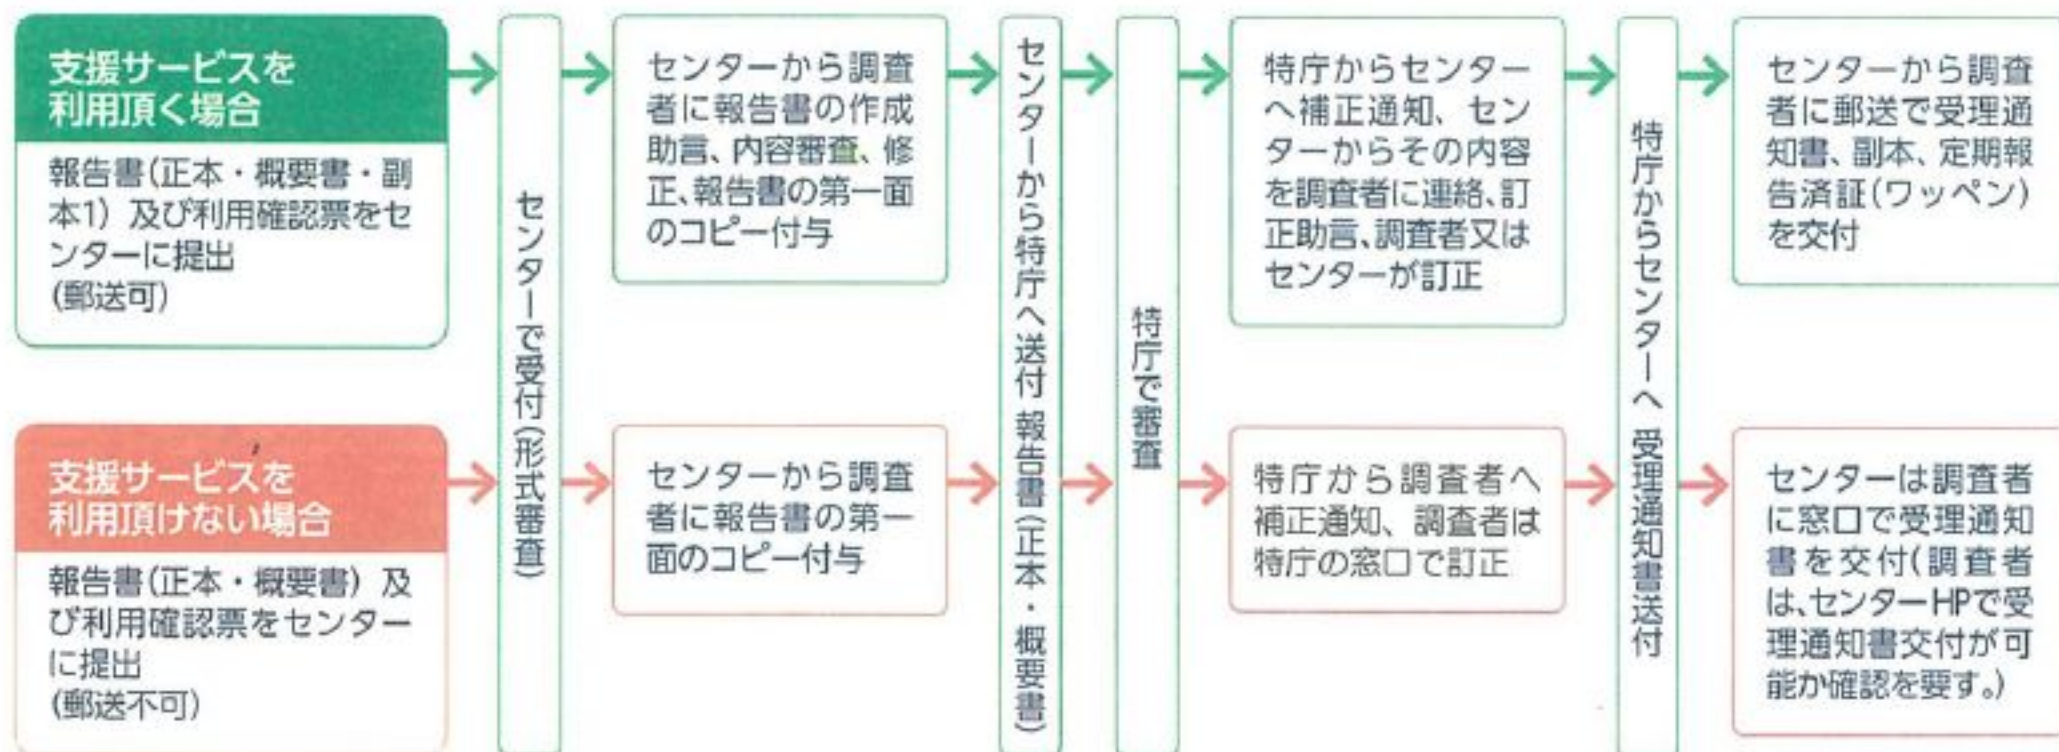 支援サービスを
利用頂く場合
報告書(正本・概要書・副
本1) 及び利用確認票をセ
ンターに提出
(郵送可)
センターで受付(形式審査)
センターから調査
者に報告書の作成
助言、内容審査、修
正、報告書の第一面
のコピー付与
センターから特庁へ送付 報告書(正本・概要書)
特庁で審査
特庁からセンター
へ補正通知、セン
ターからその内容
を調査者に連絡、訂
正助言、調査者又は
センターが訂正
特庁からセンターへ 受理通知書送付
センターから調査
者に郵送で受理通
知書、副本、定期報
告済証(ワッペン)
を交付
支援サービスを
利用頂けない場合
報告書(正本・概要書) 及
び利用確認票をセンター
に提出
(郵送不可)
センターから調査
者に報告書の第一
面のコピー付与
特庁から調査者へ
補正通知、調査者は
特庁の窓口で訂正
センターは調査者
に窓口で受理通知
書を交付(調査者
は、センターHPで受
理通知書交付が可
能か確認を要す。)